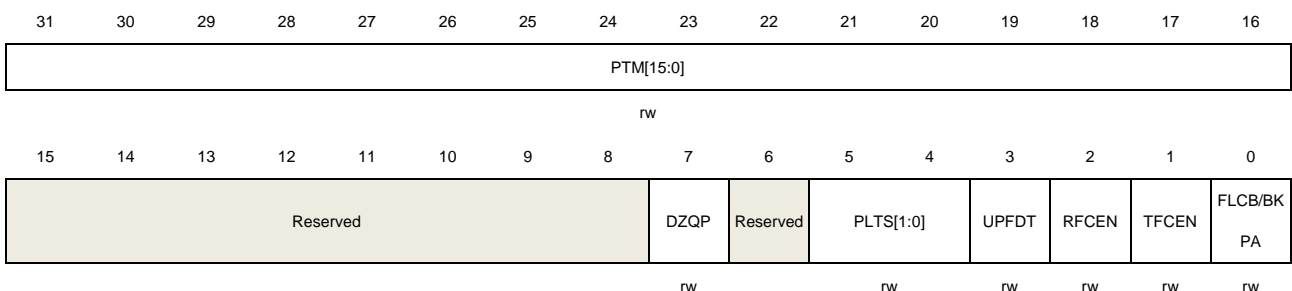 31 30 29 28 27 26 25 24 23 22 21 20 19 18 17 16
PTM[15:0]
rw
15 14 13 12 11 10 9 8 7 6 5 4 3 2 1 0
Reserved DZQP Reserved PLTS[1:0] UPFDT RFCEN TFCEN FLCB/BK
PA
rw rw rw rw rw rw